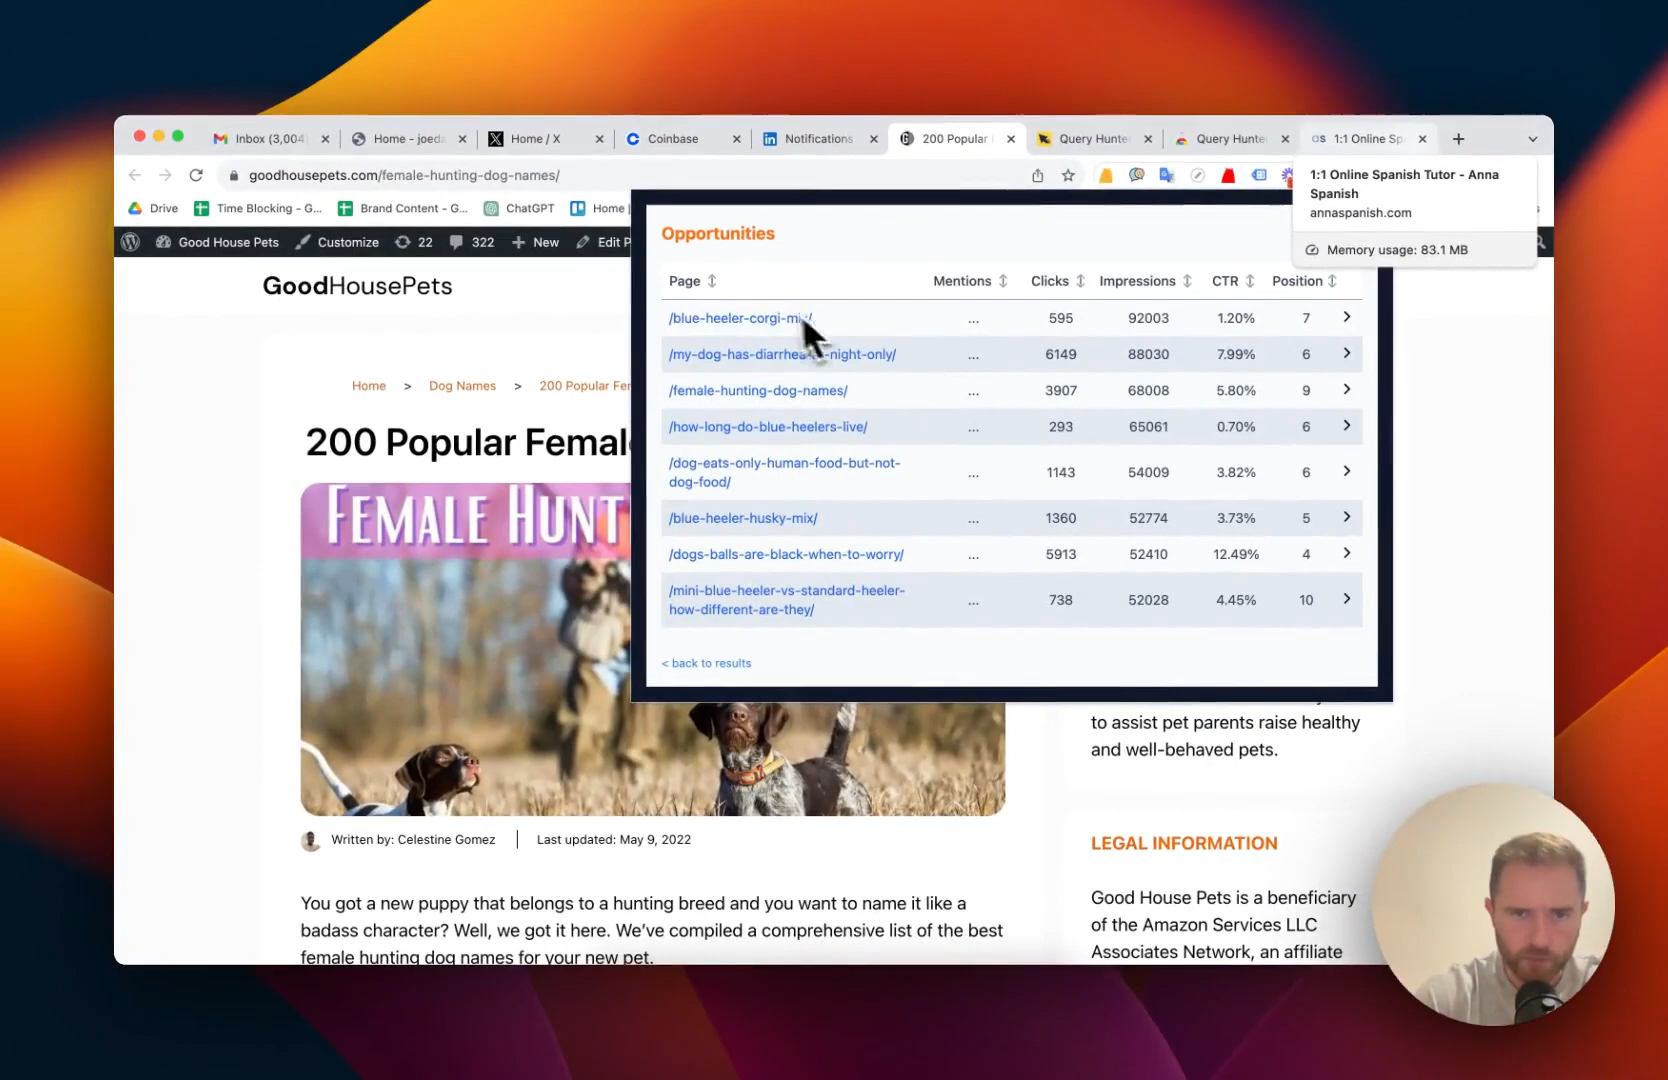 Inbox (3,004)
Home - joeda
Home / X
Coinbase
Notifications
200 Popular
Query Hunte
Query Hunte
1:1 Online Sp
goodhousepets.com/female-hunting-dog-names/
1:1 Online Spanish Tutor - Anna
Spanish
annaspanish.com
Memory usage: 83.1 MB
Drive
Time Blocking - G...
Brand Content - G...
ChatGPT
Home
Good House Pets
Customize
22
322
New
Edit P
GoodHousePets
Home > Dog Names > 200 Popular Fe
200 Popular Femal
FEMALE HUNT
Opportunities
Page Mentions Clicks Impressions CTR Position
/blue-heeler-corgi-mix/ ... 595 92003 1.20% 7
/my-dog-has-diarrhea-at-night-only/ ... 6149 88030 7.99% 6
/female-hunting-dog-names/ ... 3907 68008 5.80% 9
/how-long-do-blue-heelers-live/ ... 293 65061 0.70% 6
/dog-eats-only-human-food-but-not-
dog-food/ ... 1143 54009 3.82% 6
/blue-heeler-husky-mix/ ... 1360 52774 3.73% 5
/dogs-balls-are-black-when-to-worry/ ... 5913 52410 12.49% 4
/mini-blue-heeler-vs-standard-heeler-
how-different-are-they/ ... 738 52028 4.45% 10
< back to results
Written by: Celestine Gomez | Last updated: May 9, 2022
You got a new puppy that belongs to a hunting breed and you want to name it like a
badass character? Well, we got it here. We've compiled a comprehensive list of the best
female hunting dog names for your new pet.
to assist pet parents raise healthy
and well-behaved pets.
LEGAL INFORMATION
Good House Pets is a beneficiary
of the Amazon Services LLC
Associates Network, an affiliate